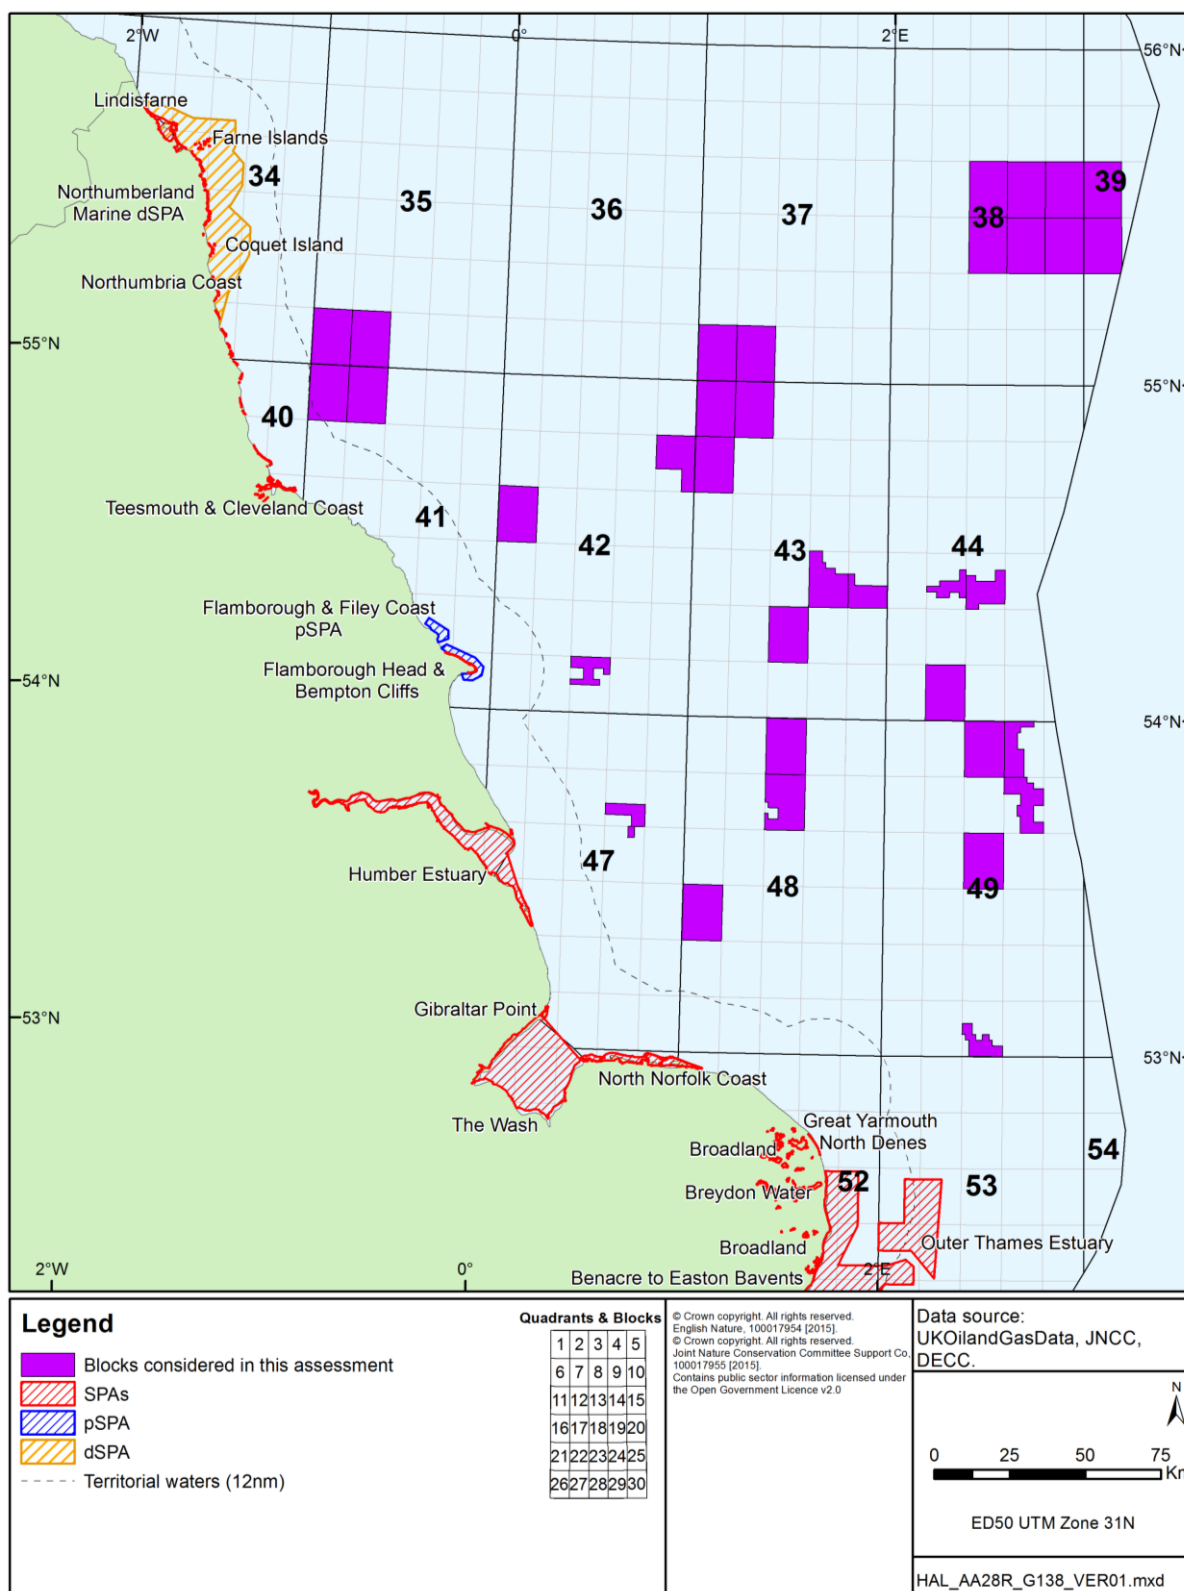 2°W
0°
2°E
56°N
Lindisfarne
Farne Islands
34
35
36
37
38
39
Northumberland
Marine dSPA
Coquet Island
Northumbria Coast
55°N
55°N
40
Teesmouth & Cleveland Coast
41
42
43
44
Flamborough & Filey Coast
pSPA
Flamborough Head &
Bempton Cliffs
54°N
54°N
Humber Estuary
47
48
49
Gibraltar Point
53°N
53°N
North Norfolk Coast
The Wash
Great Yarmouth
North Denes
Broadland
54
Breydon Water
52
53
Broadland
Outer Thames Estuary
Benacre to Easton Bavents
2°W
0°
2°E
Legend
Blocks considered in this assessment
SPAs
pSPA
dSPA
Territorial waters (12nm)
Quadrants & Blocks
1 2 3 4 5
6 7 8 9 10
11 12 13 14 15
16 17 18 19 20
21 22 23 24 25
26 27 28 29 30
© Crown copyright. All rights reserved.
English Nature, 100017954 [2015].
© Crown copyright. All rights reserved.
Joint Nature Conservation Committee Support Co,
100017955 [2015].
Contains public sector information licensed under
the Open Government Licence v2.0
Data source:
UKOilandGasData, JNCC,
DECC.
N
0 25 50 75
Km
ED50 UTM Zone 31N
HAL_AA28R_G138_VER01.mxd